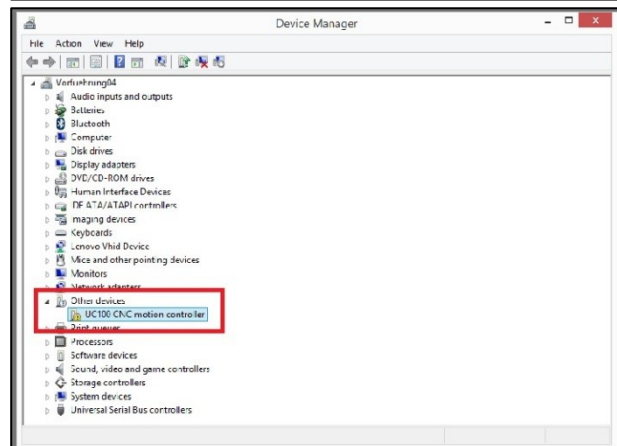 Device Manager
File Action View Help
Vorfuehrung04
Audio inputs and outputs
Batteries
Bluetooth
Computer
Disk drives
Display adapters
DVD/CD-ROM drives
Human Interface Devices
IDE ATA/ATAPI controllers
Imaging devices
Keyboards
Lenovo Vhid Device
Mice and other pointing devices
Monitors
Network adapters
Other devices
UC100 CNC motion controller
Print queues
Processors
Software devices
Sound, video and game controllers
Storage controllers
System devices
Universal Serial Bus controllers